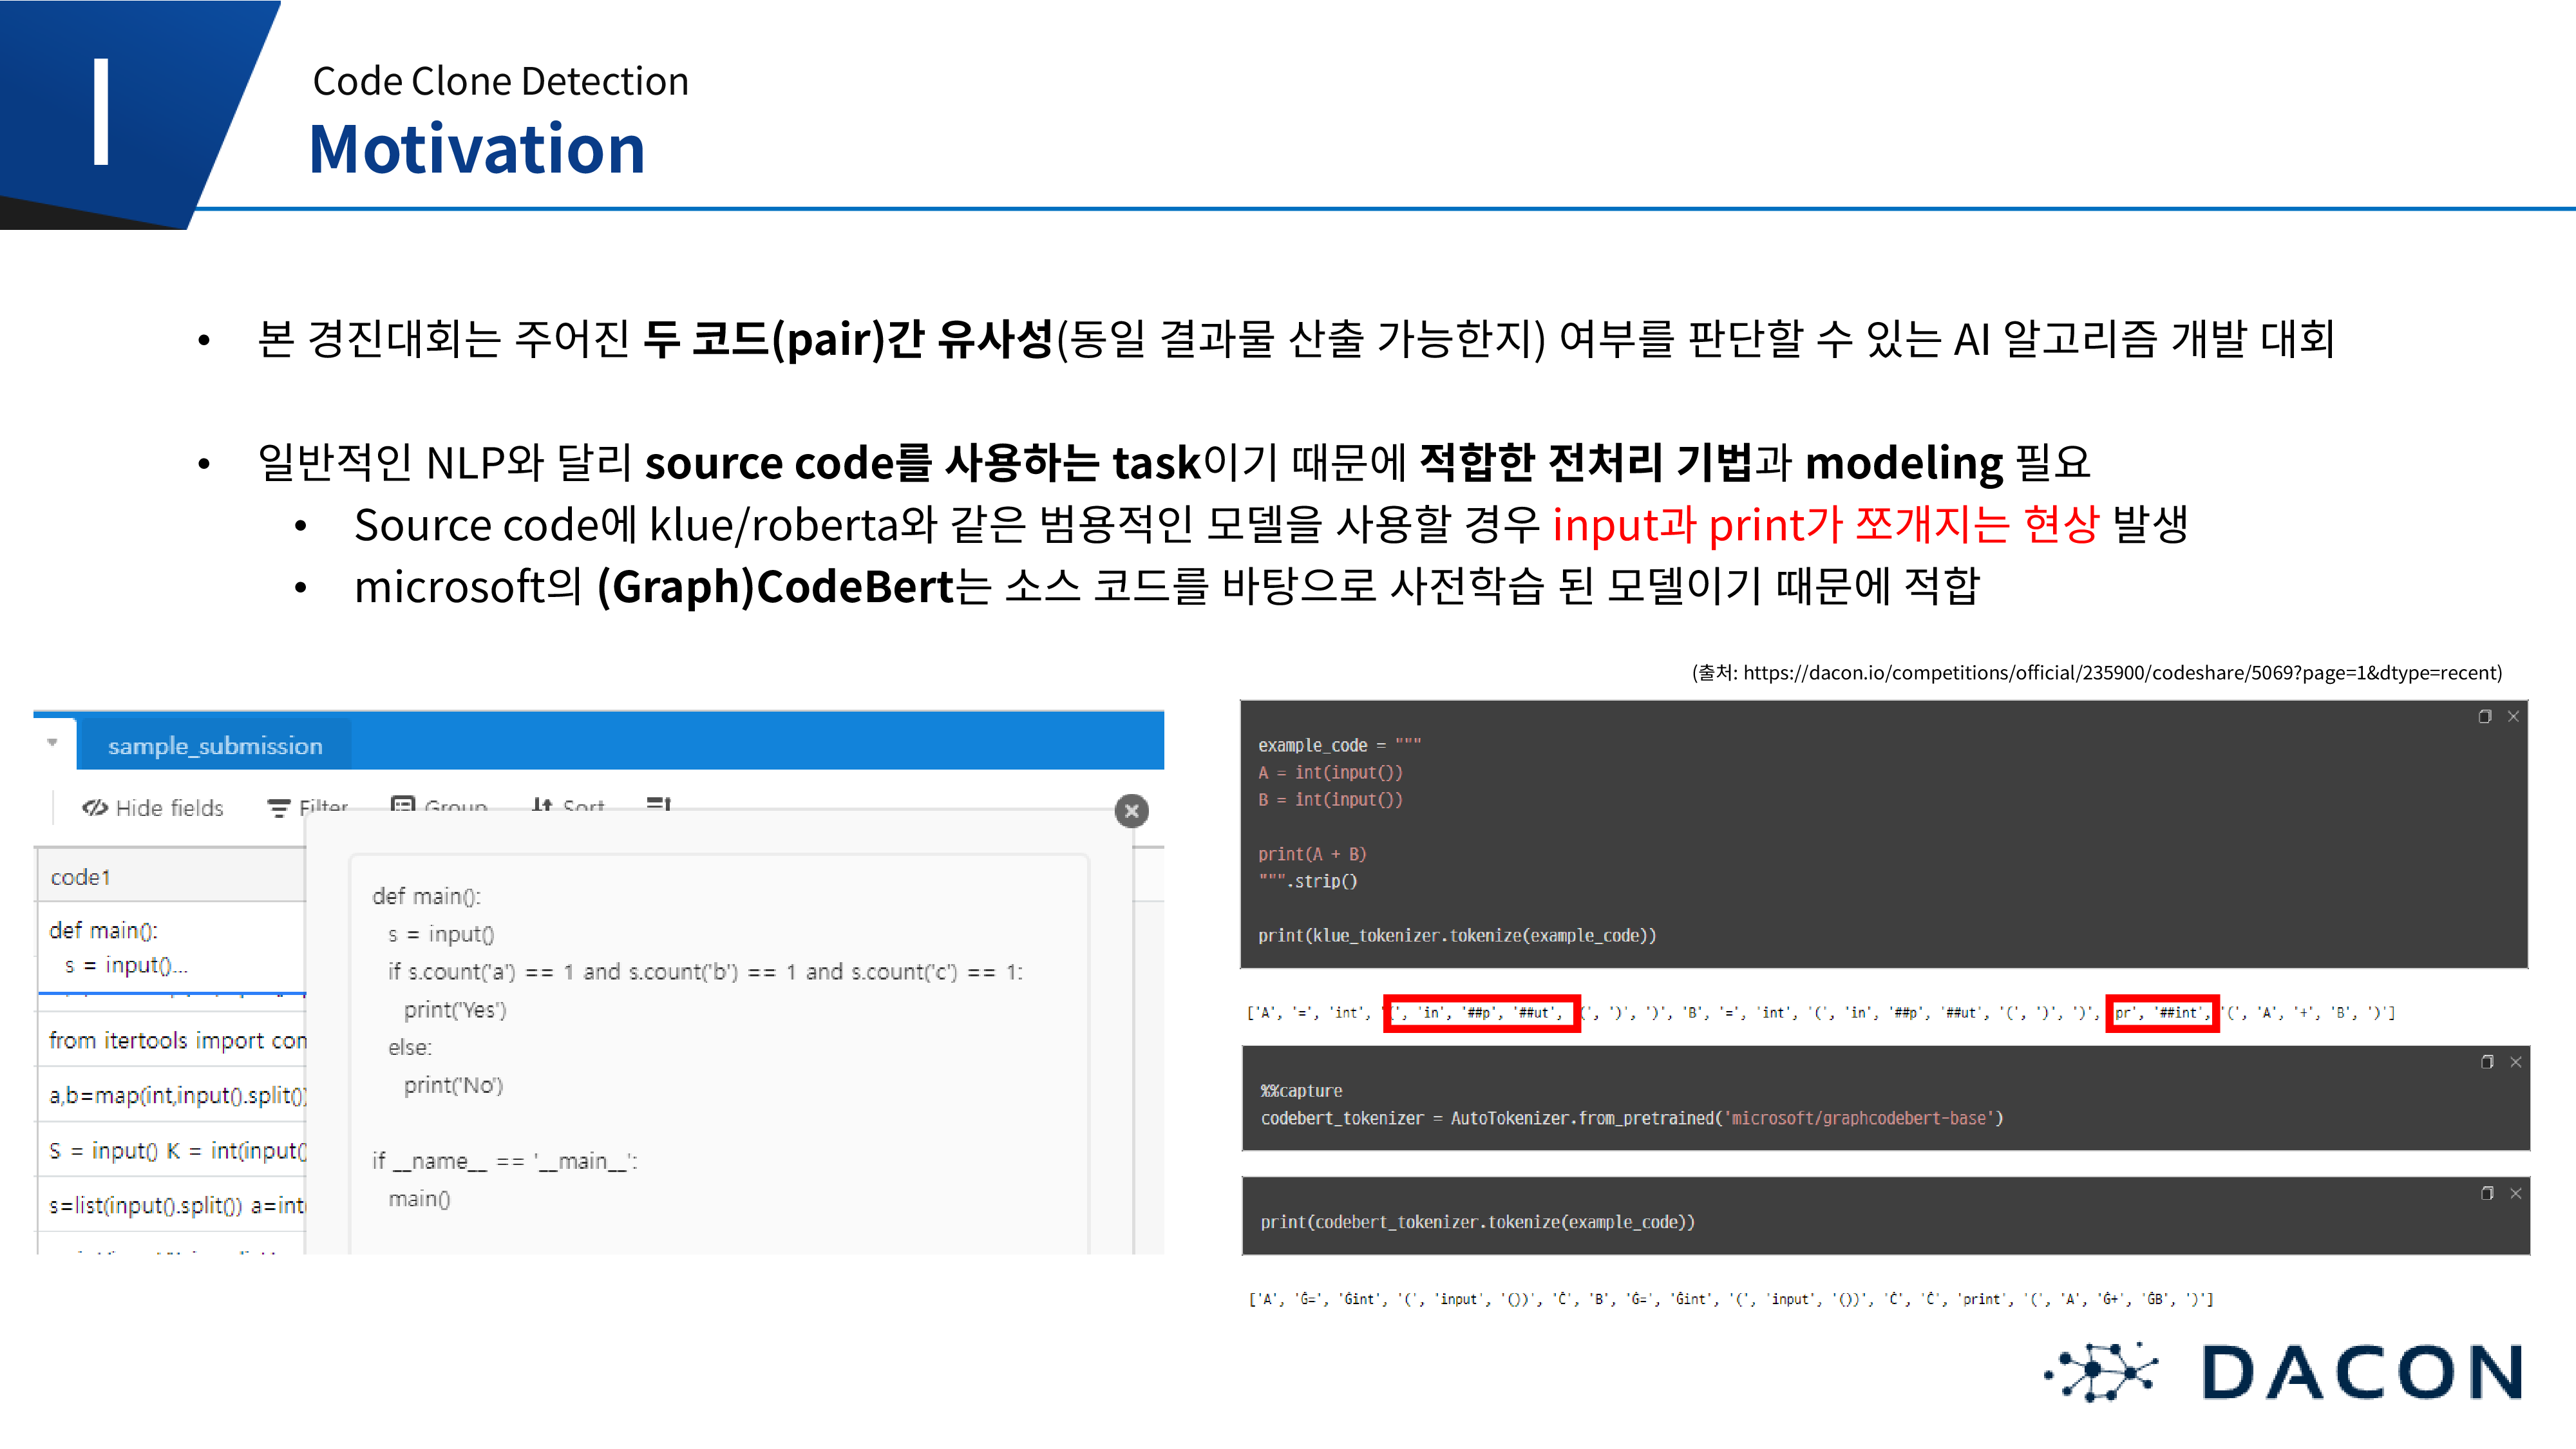 I
Code Clone Detection
Motivation
• 본 경진대회는 주어진 두 코드(pair)간 유사성(동일 결과물 산출 가능한지) 여부를 판단할 수 있는 AI 알고리즘 개발 대회
• 일반적인 NLP와 달리 source code를 사용하는 task이기 때문에 적합한 전처리 기법과 modeling 필요
• Source code에 klue/roberta와 같은 범용적인 모델을 사용할 경우 input과 print가 쪼개지는 현상 발생
• microsoft의 (Graph)CodeBert는 소스 코드를 바탕으로 사전학습 된 모델이기 때문에 적합
(출처: https://dacon.io/competitions/official/235900/codeshare/5069?page=1&dtype=recent)
sample_submission
Hide fields Filter Group Sort
code1
def main():
s = input()...
from itertools import con
a,b=map(int,input().split())
S = input() K = int(input()
s=list(input().split()) a=int
def main():
s = input()
if s.count('a') == 1 and s.count('b') == 1 and s.count('c') == 1:
print('Yes')
else:
print('No')
if __name__ == '__main__':
main()
example_code = """
A = int(input())
B = int(input())
print(A + B)
""".strip()
print(klue_tokenizer.tokenize(example_code))
['A', '=', 'int', '(', 'in', '##p', '##ut', '(', ')', ')', 'B', '=', 'int', '(', 'in', '##p', '##ut', '(', ')', ')', pr', '##int', '(', 'A', '+', 'B', ')']
%%capture
codebert_tokenizer = AutoTokenizer.from_pretrained('microsoft/graphcodebert-base')
print(codebert_tokenizer.tokenize(example_code))
['A', 'Ġ=', 'Ġint', '(', 'input', '())', 'Ċ', 'B', 'Ġ=', 'Ġint', '(', 'input', '())', 'Ċ', 'Ċ', 'print', '(', 'A', 'Ġ+', 'ĠB', ')']
DACON